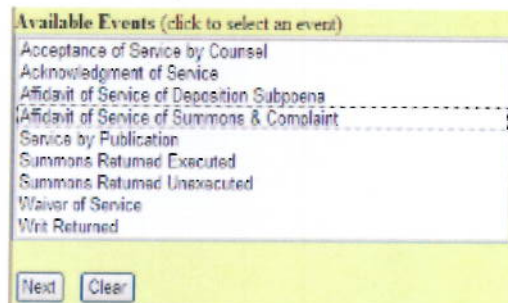 Available Events (click to select an event)
Acceptance of Service by Counsel
Acknowledgment of Service
Affidavit of Service of Deposition Subpoena
Affidavit of Service of Summons & Complaint
Service by Publication
Summons Returned Executed
Summons Returned Unexecuted
Waiver of Service
Writ Returned
Next Clear